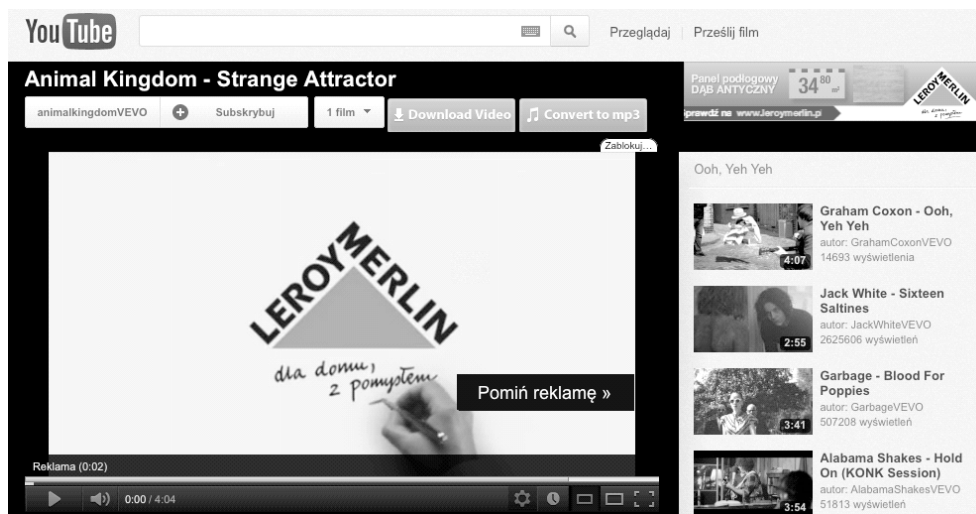 YouTube
Przeglądaj
Prześlij film
Animal Kingdom - Strange Attractor
animalkingdomVEVO
Subskrybuj
1 film
Download Video
Convert to mp3
Panel podłogowy
DĄB ANTYCZNY
34 80
LEROY MERLIN
sprawdź na www.leroymerlin.pl
Zablokuj...
LEROY MERLIN
dla domu,
z pomysłem
Pomiń reklamę »
Reklama (0:02)
0:00 / 4:04
Ooh, Yeh Yeh
4:07
Graham Coxon - Ooh,
Yeh Yeh
autor: GrahamCoxonVEVO
14693 wyświetlenia
2:55
Jack White - Sixteen
Saltines
autor: JackWhiteVEVO
2625606 wyświetleń
3:41
Garbage - Blood For
Poppies
autor: GarbageVEVO
507208 wyświetleń
3:54
Alabama Shakes - Hold
On (KONK Session)
autor: AlabamaShakesVEVO
51813 wyświetleń